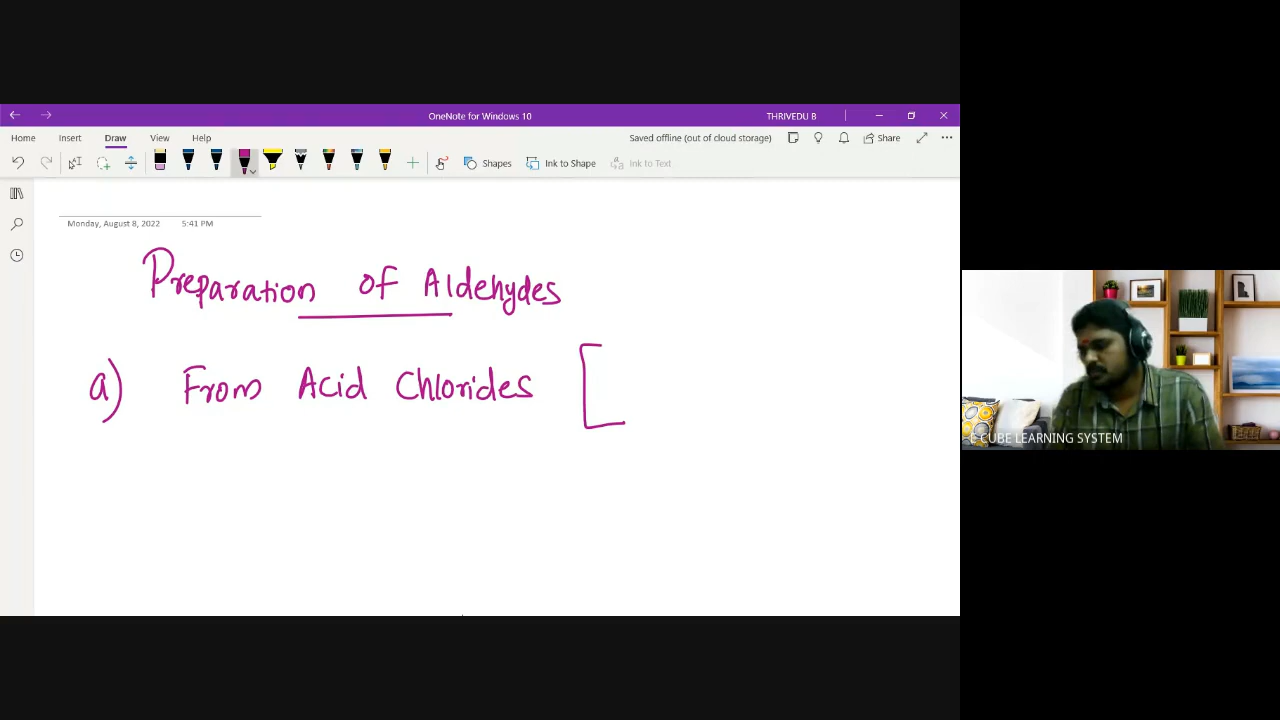 OneNote for Windows 10
THRIVEDU B
Home Insert Draw View Help
Saved offline (out of cloud storage)
Share
Shapes
Ink to Shape
Ink to Text
Monday, August 8, 2022 5:41 PM
Preparation of Aldehydes
a) From Acid Chlorides [
E CUBE LEARNING SYSTEM